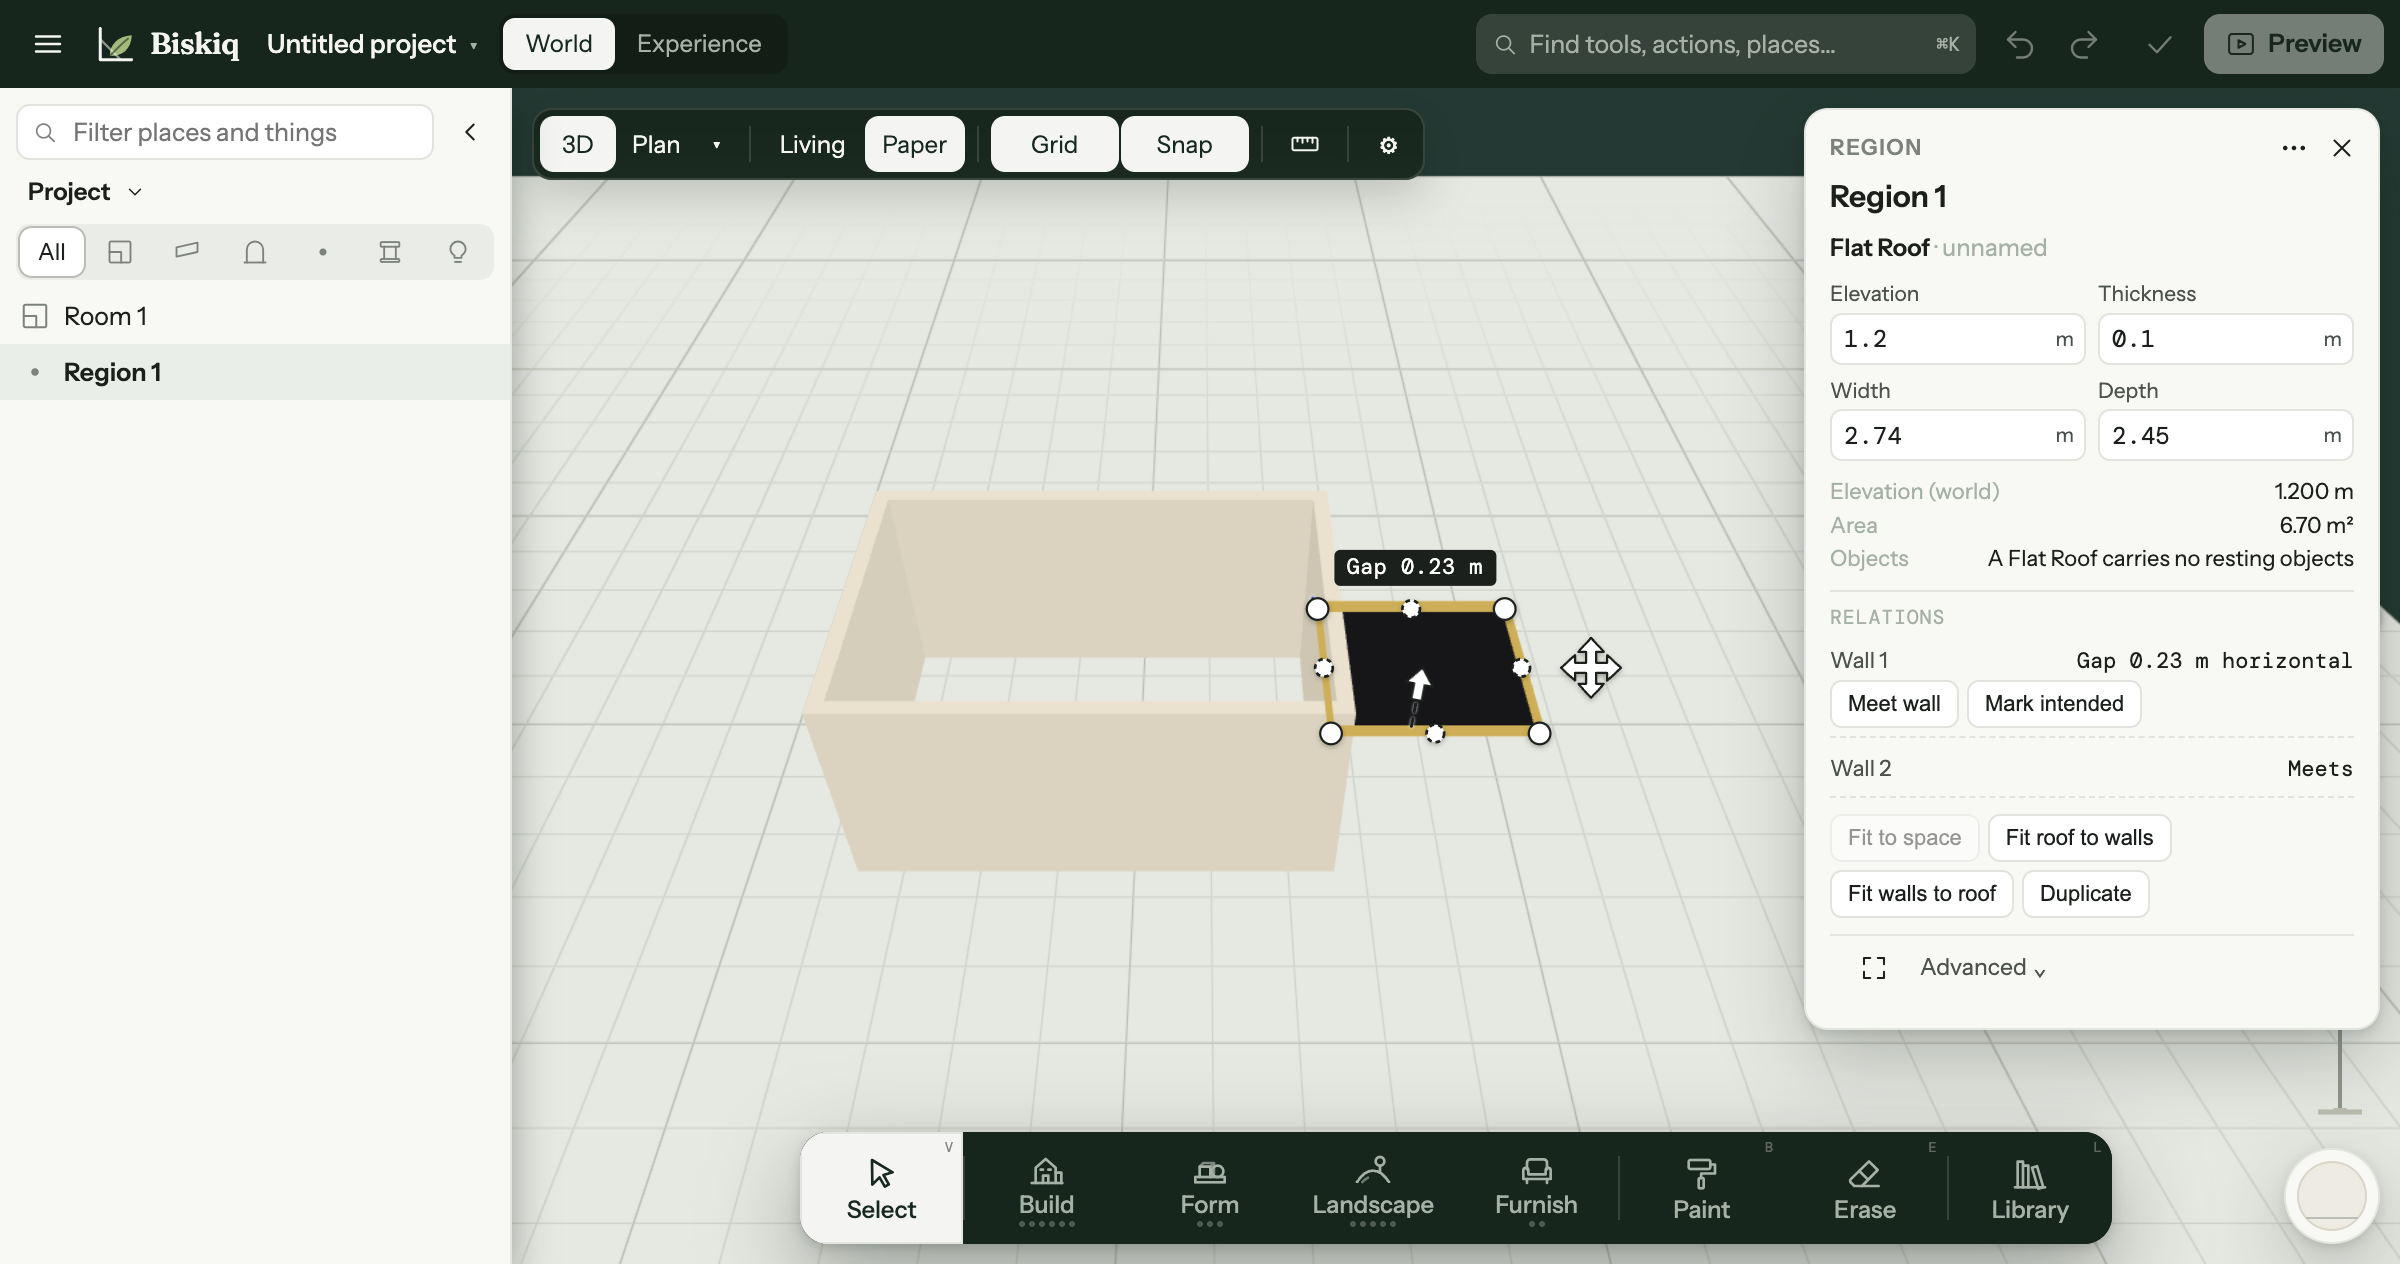 Biskiq Untitled project World Experience Find tools, actions, places... ⌘K Preview
Filter places and things
Project
All
Room 1
Region 1
3D Plan Living Paper Grid Snap
Gap 0.23 m
REGION
Region 1
Flat Roof · unnamed
Elevation Thickness
1.2 m 0.1 m
Width Depth
2.74 m 2.45 m
Elevation (world) 1.200 m
Area 6.70 m²
Objects A Flat Roof carries no resting objects
RELATIONS
Wall 1 Gap 0.23 m horizontal
Meet wall Mark intended
Wall 2 Meets
Fit to space Fit roof to walls
Fit walls to roof Duplicate
Advanced
V B E L
Select Build Form Landscape Furnish Paint Erase Library